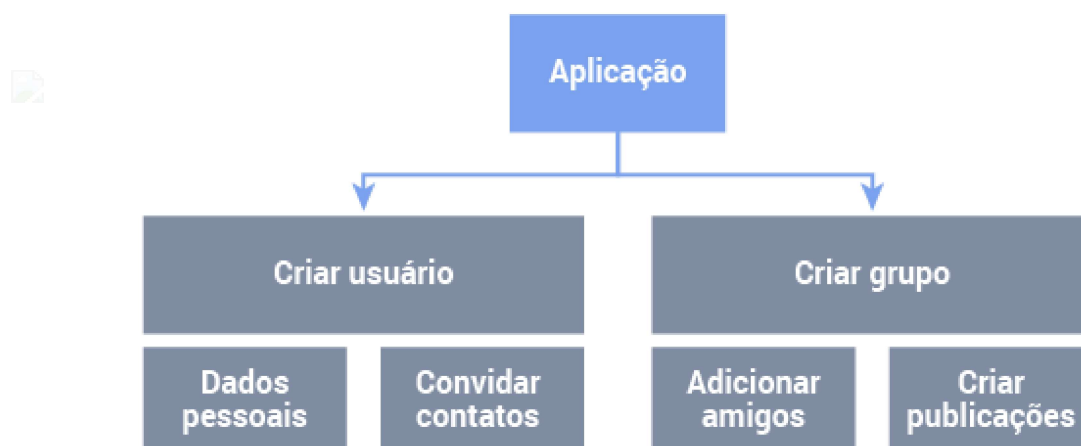 Aplicação
Criar usuário
Criar grupo
Dados
pessoais
Convidar
contatos
Adicionar
amigos
Criar
publicações